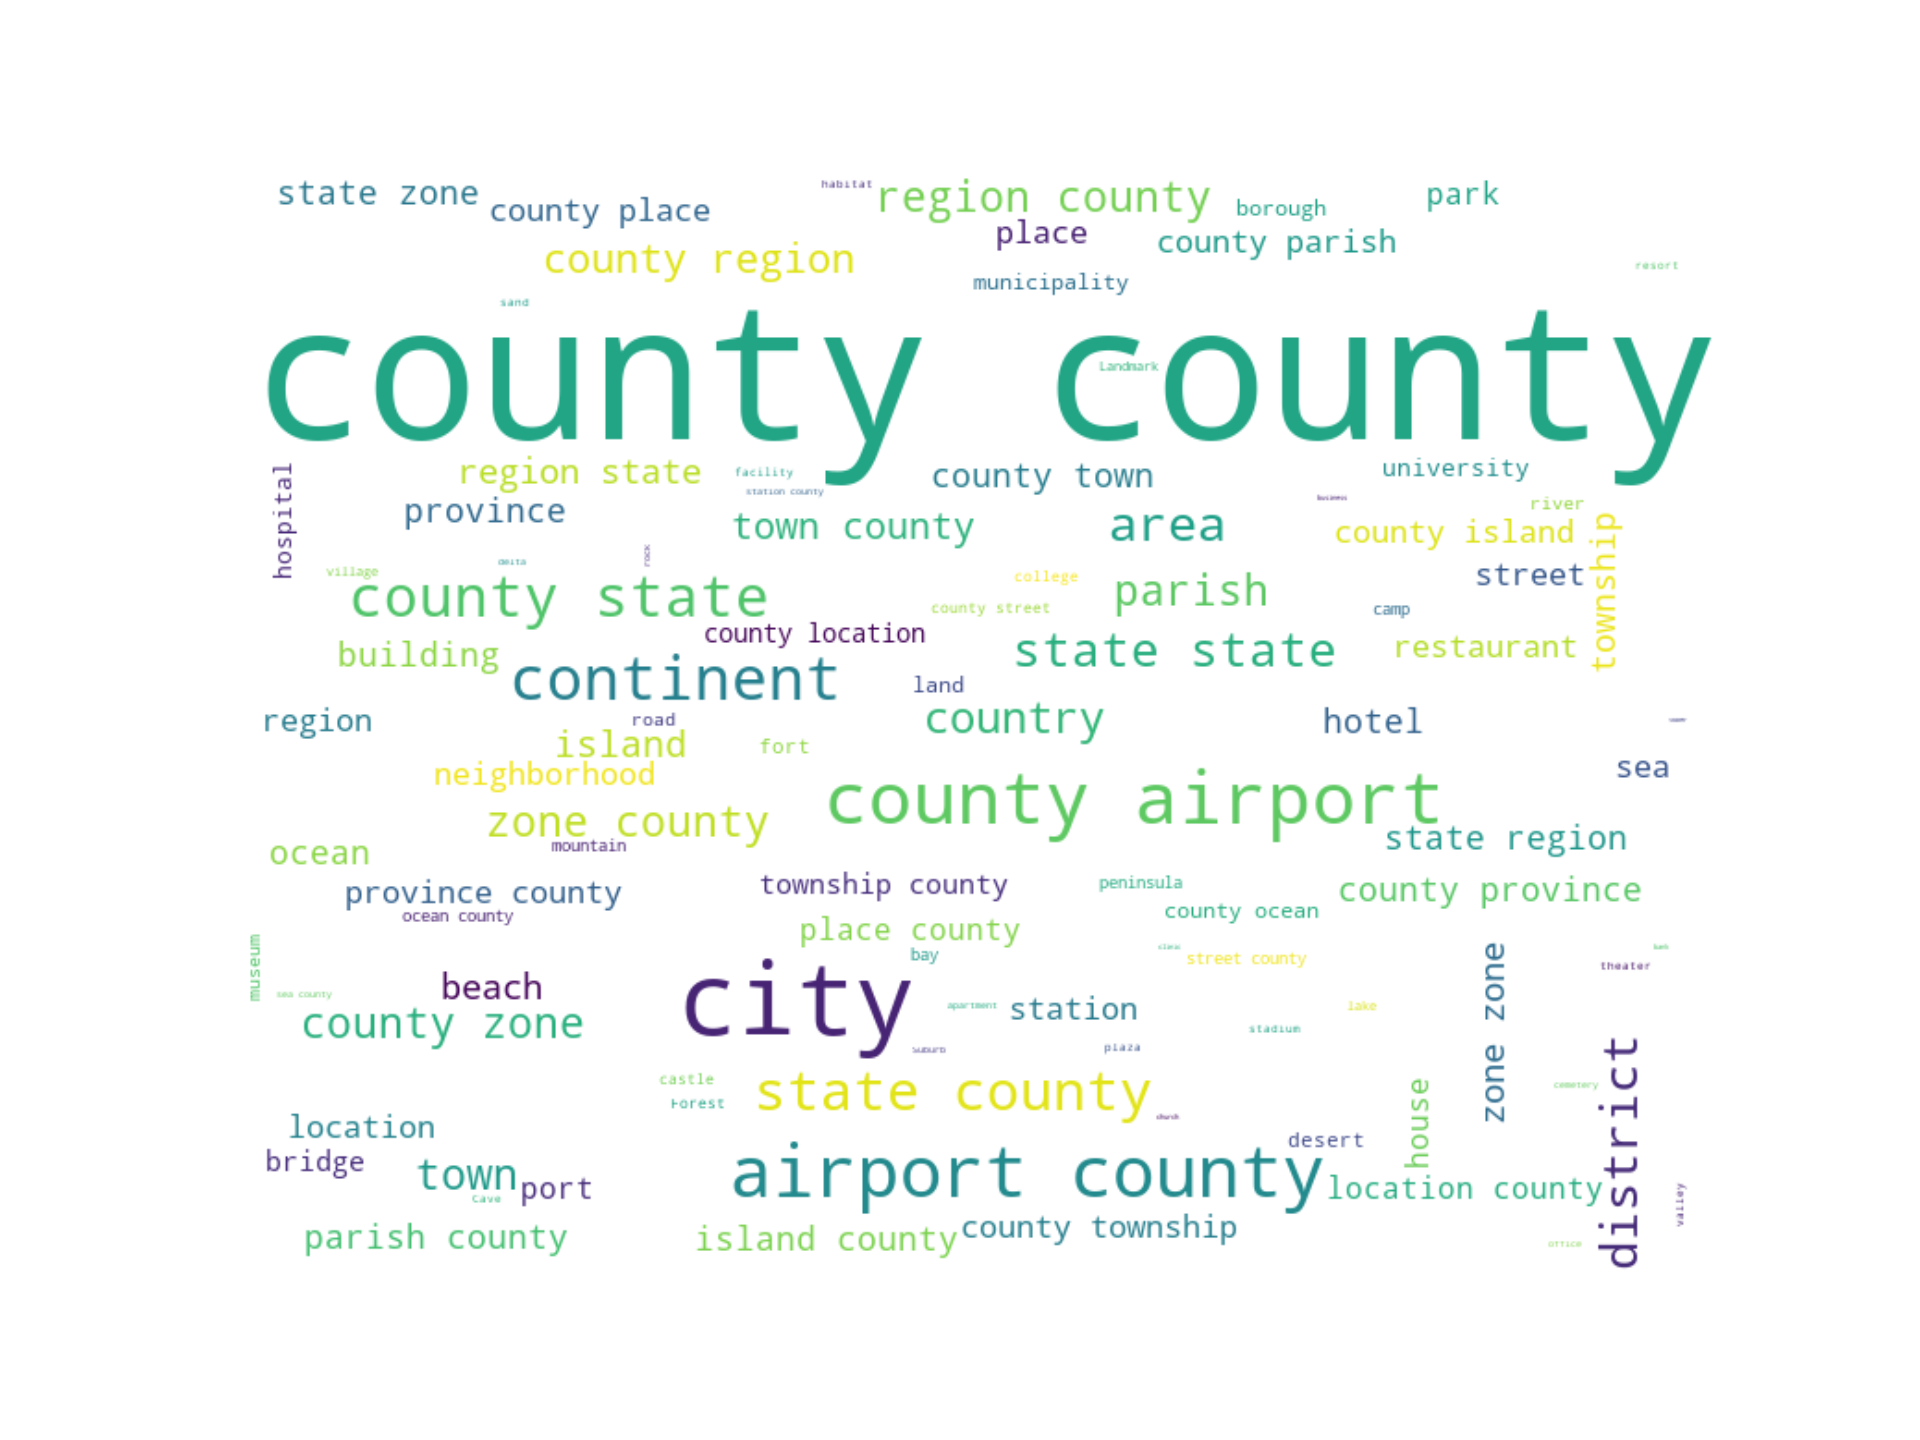 habitat
state zone
region county
park
county place
borough
place
county parish
county region
resort
municipality
sand
county county
Landmark
hospital
region state
facility
county town
university
station county
business
river
province
town county
area
county island
township
rock
delta
village
college
street
county state
parish
county street
camp
county location
building
state state
restaurant
continent
land
region
road
country
hotel
island
fort
sea
neighborhood
county airport
zone county
state region
mountain
ocean
province county
township county
peninsula
county province
ocean county
county ocean
place county
museum
bay
street county
zone zone
theater
beach
sea county
city
apartment
station
lake
county zone
stadium
suburb
plaza
district
castle
state county
house
cemetery
Forest
church
location
desert
bridge
town
port
airport county
location county
valley
Cave
parish county
island county
county township
office